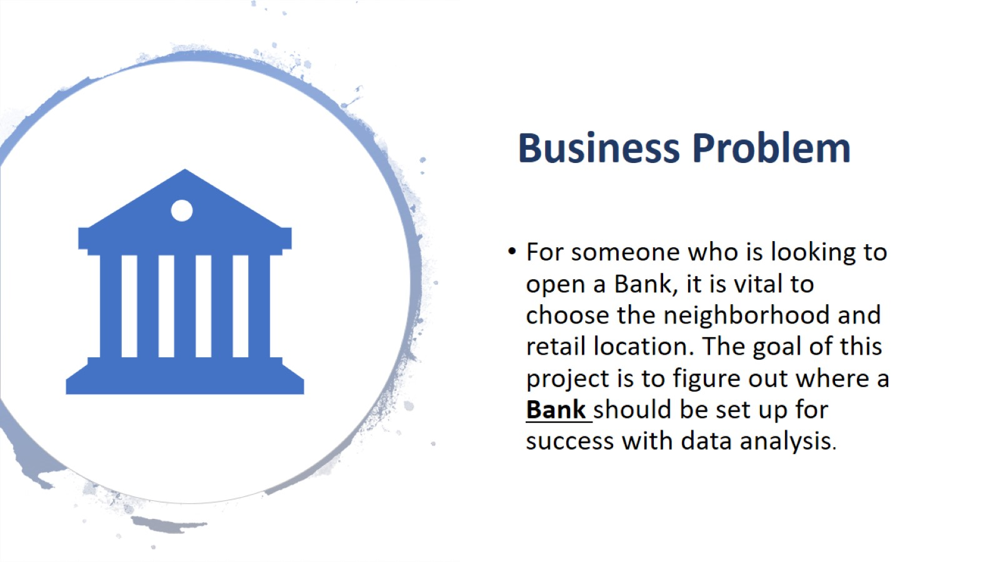 Business Problem
• For someone who is looking to
open a Bank, it is vital to
choose the neighborhood and
retail location. The goal of this
project is to figure out where a
Bank should be set up for
success with data analysis.